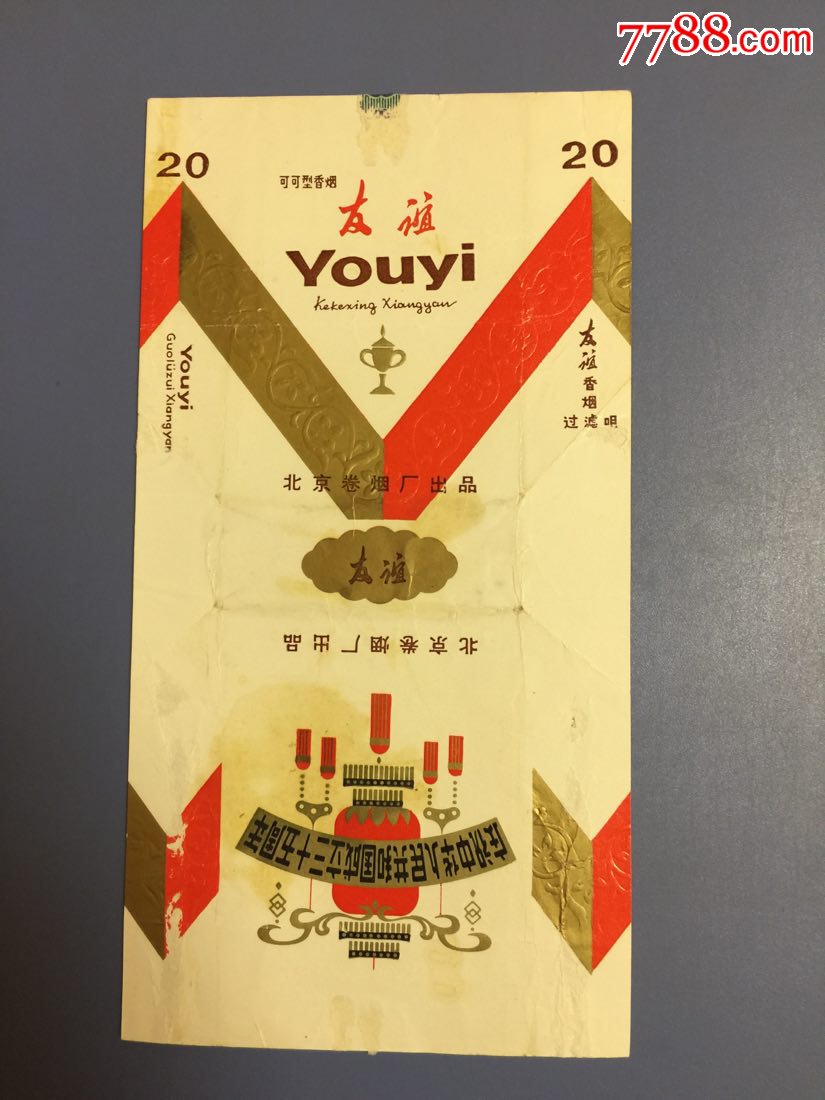 7788.com
20
20
可可型香烟
友谊
Youyi
Kekexing Xiangyan
Youyi
Guolüzui Xiangyan
友谊香烟
过滤咀
北京卷烟厂出品
友谊
北京卷烟厂出品
庆祝中华人民共和国成立三十五周年